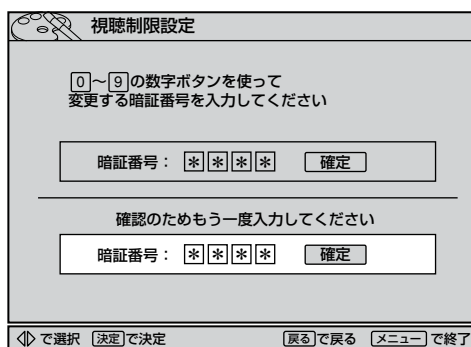 視聴制限設定
0～9の数字ボタンを使って
変更する暗証番号を入力してください
暗証番号： ＊＊＊＊ 確定
確認のためもう一度入力してください
暗証番号： ＊＊＊＊ 確定
で選択 決定で決定 戻るで戻る メニューで終了